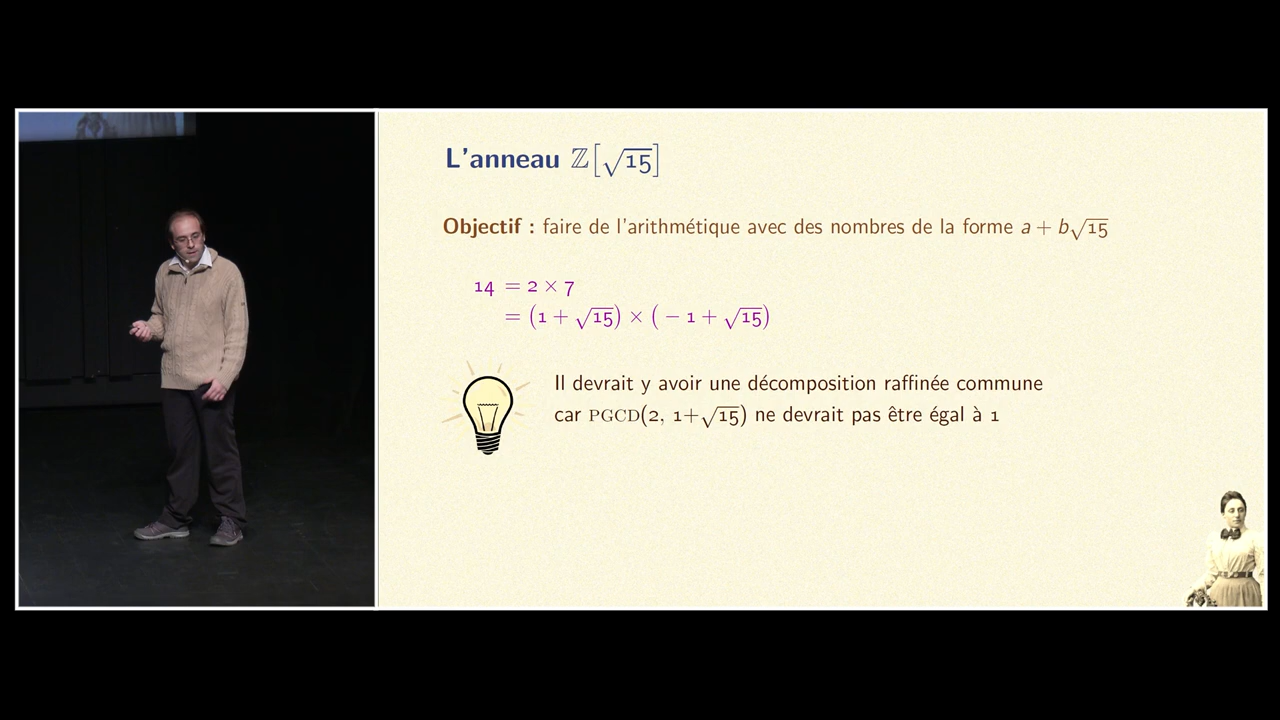 L'anneau ℤ[√15]
Objectif : faire de l'arithmétique avec des nombres de la forme a + b√15
14 = 2 × 7
= (1 + √15) × (−1 + √15)
Il devrait y avoir une décomposition raffinée commune
car PGCD(2, 1+√15) ne devrait pas être égal à 1